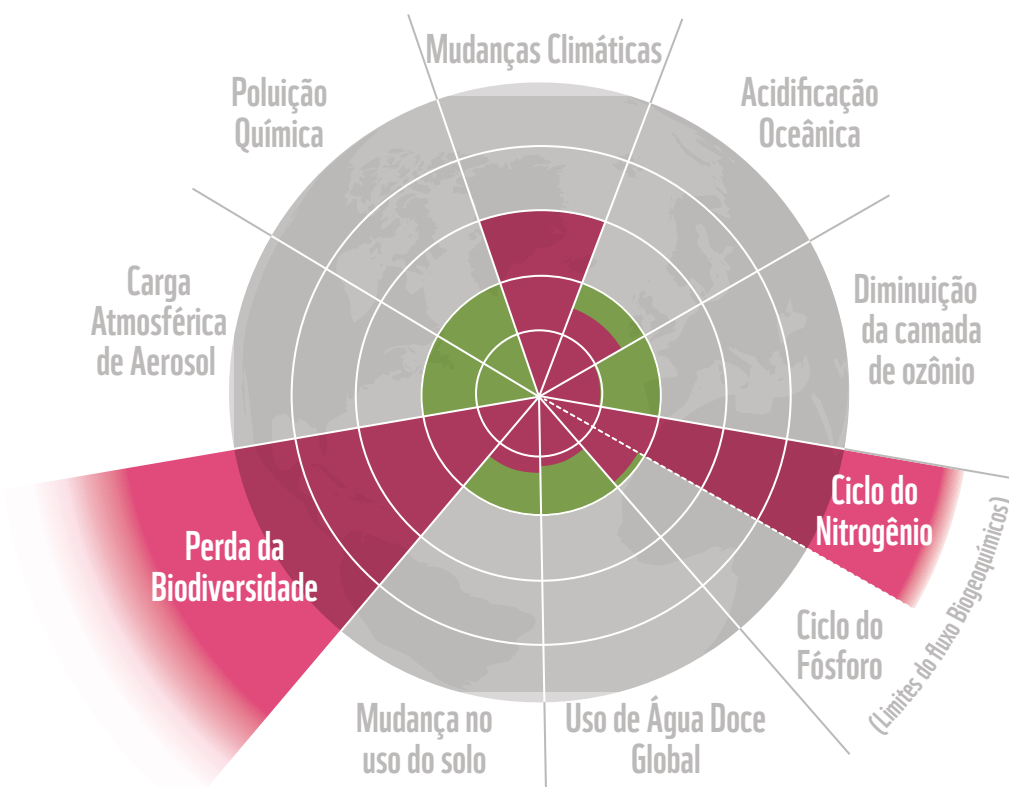 Mudanças Climáticas
Poluição
Química
Acidificação
Oceânica
Carga
Atmosférica
de Aerosol
Diminuição
da camada
de ozônio
Perda da
Biodiversidade
Ciclo do
Nitrogênio
(Limites do fluxo Biogeoquímicos)
Ciclo do
Fósforo
Mudança no
uso do solo
Uso de Água Doce
Global